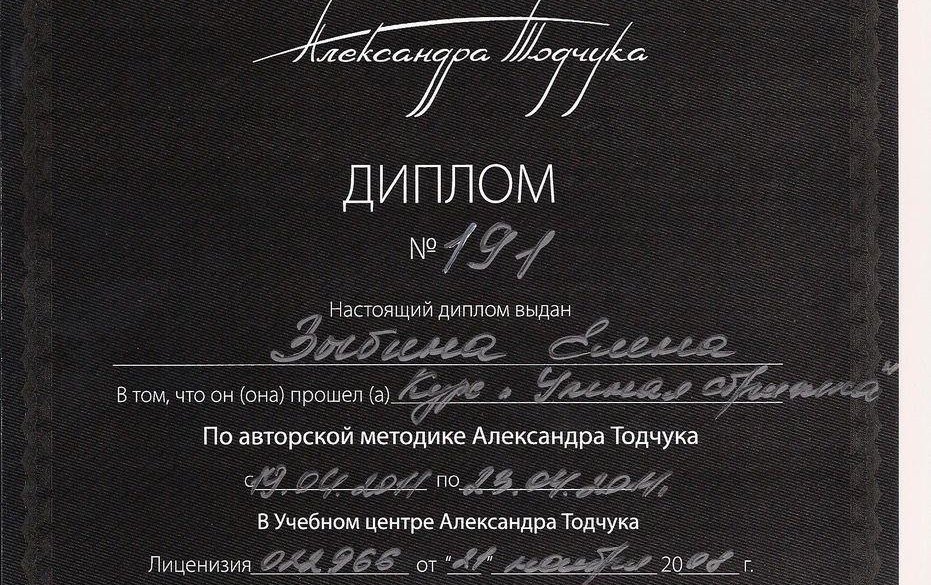 Александра Тодчука
ДИПЛОМ
№ 191
Настоящий диплом выдан
Зыбина Елена
В том, что он (она) прошел (а) Курс "Умная стрижка"
По авторской методике Александра Тодчука
с 19.04.2011 по 23.04.2011.
В Учебном центре Александра Тодчука
Лицензия 022966 от "21" ноября 2008 г.